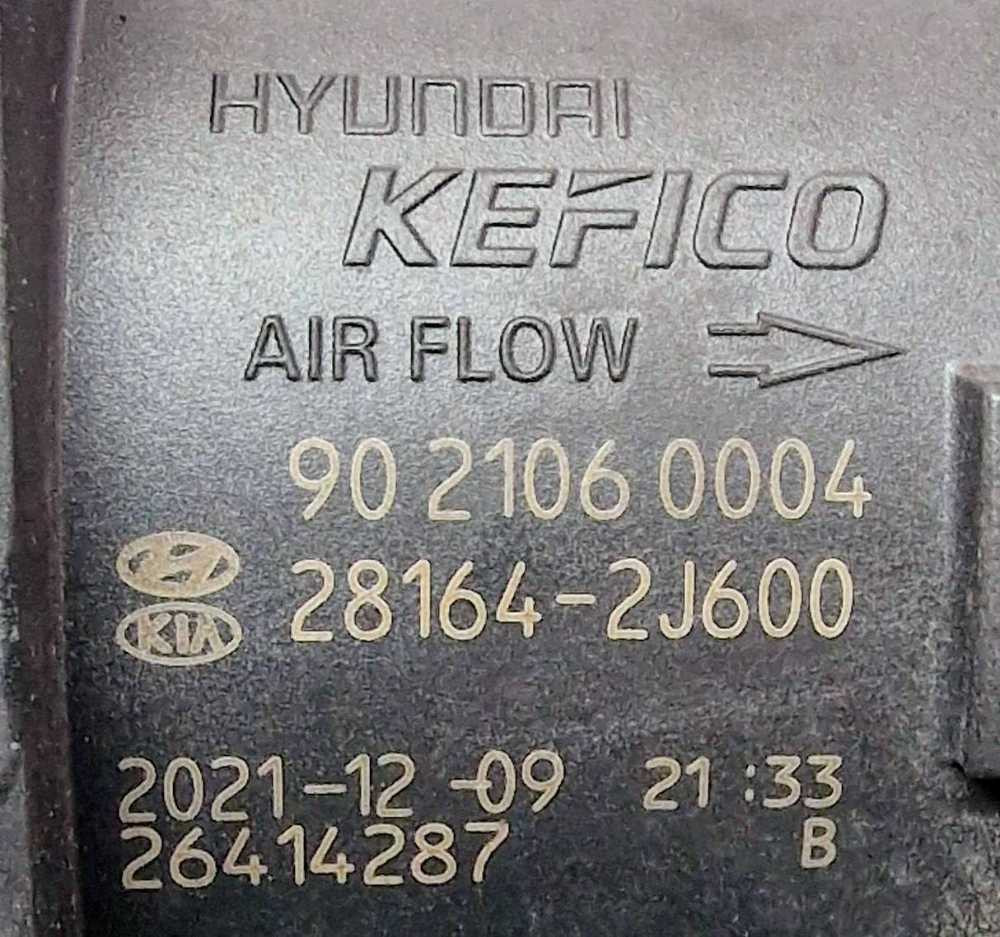 HYUNDAI
KEFICO
AIR FLOW
90 2106 0004
28164-2J600
KIA
2021-12-09 21:33
26414287 B